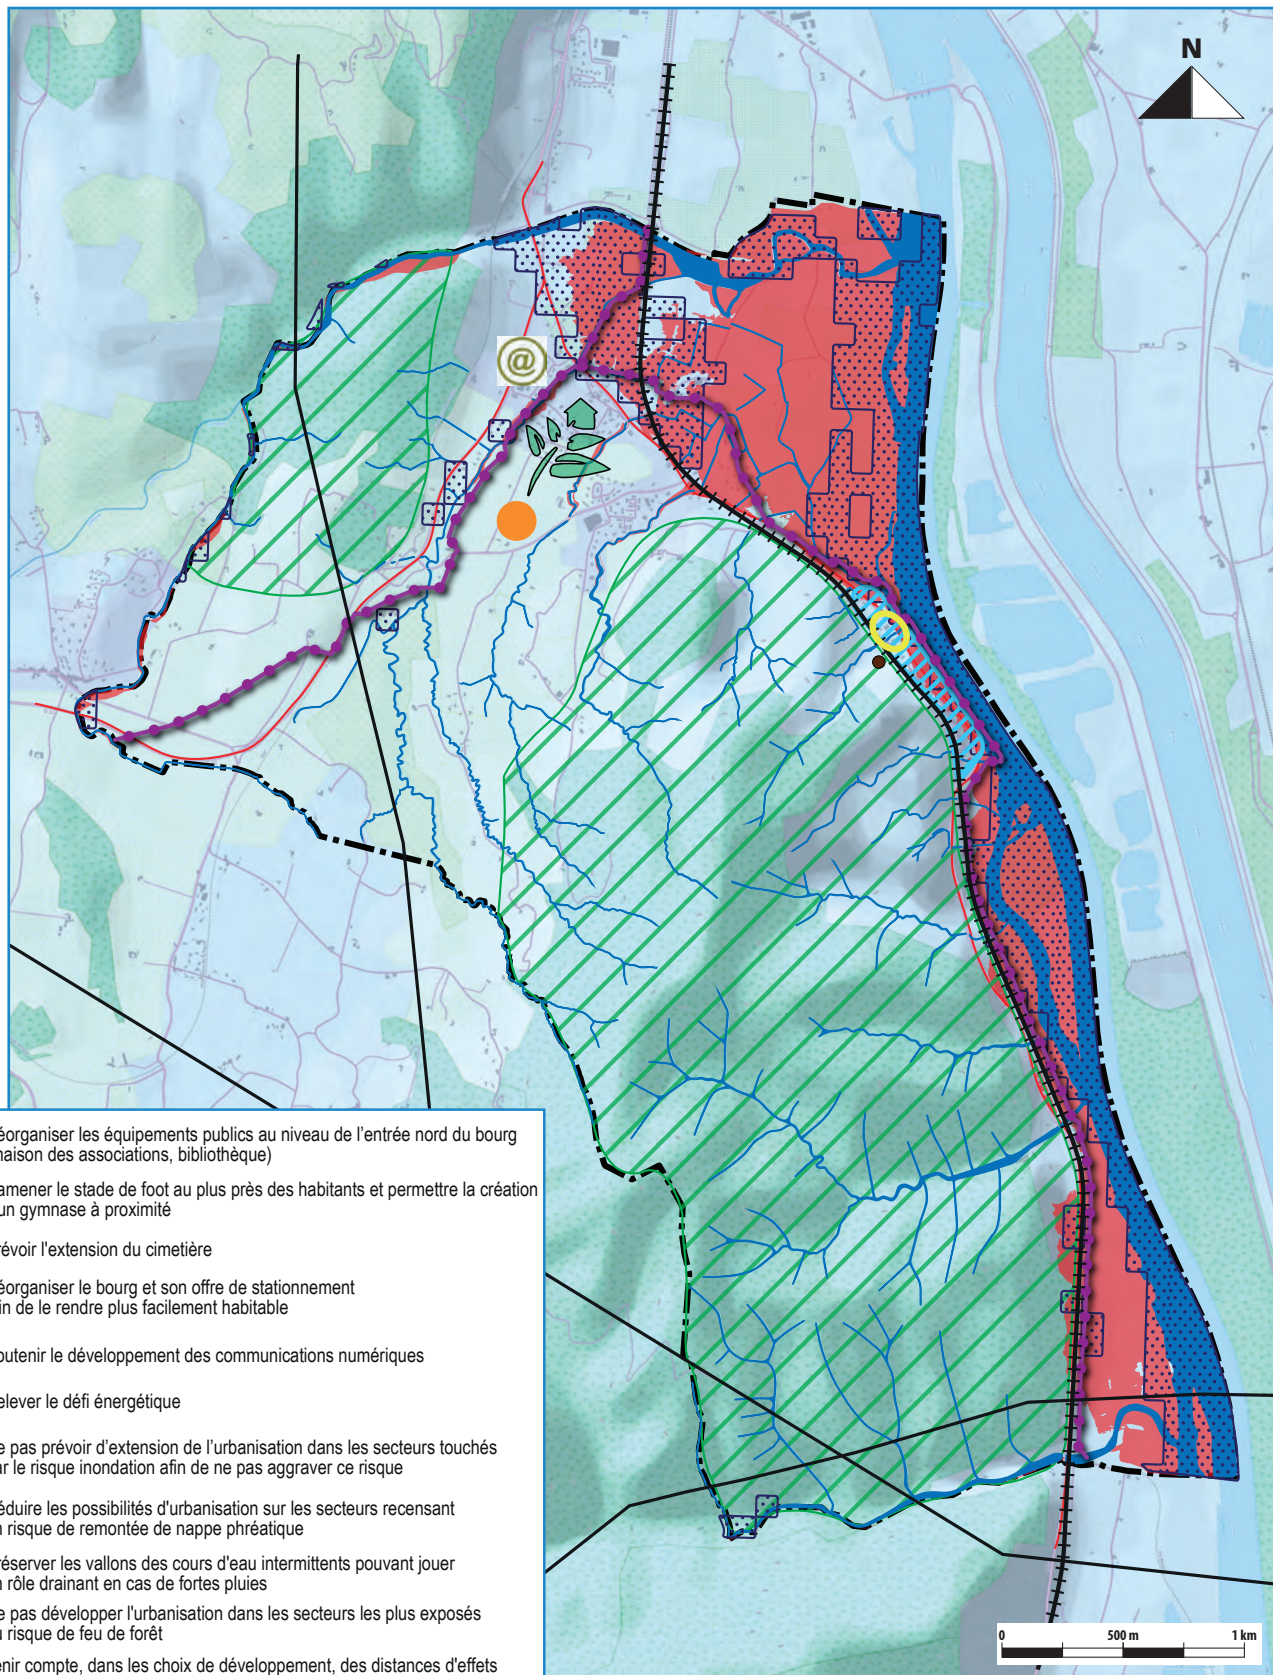 N
@
éorganiser les équipements publics au niveau de l'entrée nord du bourg
naison des associations, bibliothèque)
amener le stade de foot au plus près des habitants et permettre la création
un gymnase à proximité
révoir l'extension du cimetière
éorganiser le bourg et son offre de stationnement
in de le rendre plus facilement habitable
outenir le développement des communications numériques
elever le défi énergétique
e pas prévoir d'extension de l'urbanisation dans les secteurs touchés
ar le risque inondation afin de ne pas aggraver ce risque
éduire les possibilités d'urbanisation sur les secteurs recensant
n risque de remontée de nappe phréatique
réserver les vallons des cours d'eau intermittents pouvant jouer
n rôle drainant en cas de fortes pluies
e pas développer l'urbanisation dans les secteurs les plus exposés
u risque de feu de forêt
enir compte, dans les choix de développement, des distances d'effets
0 500 m 1 km